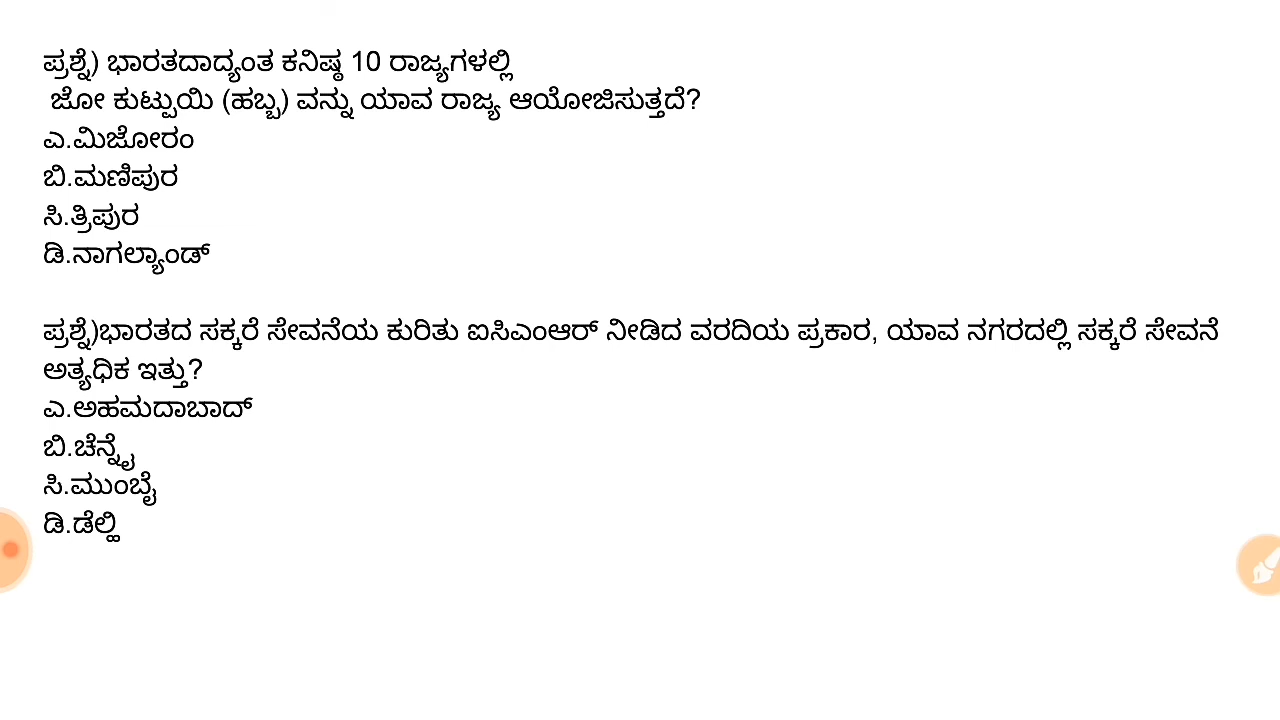 ಪ್ರಶ್ನೆ) ಭಾರತದಾದ್ಯಂತ ಕನಿಷ್ಠ 10 ರಾಜ್ಯಗಳಲ್ಲಿ
ಜೋ ಕುಟ್ಪುಯಿ (ಹಬ್ಬ) ವನ್ನು ಯಾವ ರಾಜ್ಯ ಆಯೋಜಿಸುತ್ತದೆ?
ಎ.ಮಿಜೋರಂ
ಬಿ.ಮಣಿಪುರ
ಸಿ.ತ್ರಿಪುರ
ಡಿ.ನಾಗಲ್ಯಾಂಡ್
ಪ್ರಶ್ನೆ)ಭಾರತದ ಸಕ್ಕರೆ ಸೇವನೆಯ ಕುರಿತು ಐಸಿಎಂಆರ್ ನೀಡಿದ ವರದಿಯ ಪ್ರಕಾರ, ಯಾವ ನಗರದಲ್ಲಿ ಸಕ್ಕರೆ ಸೇವನೆ
ಅತ್ಯಧಿಕ ಇತ್ತು?
ಎ.ಅಹಮದಾಬಾದ್
ಬಿ.ಚೆನ್ನೈ
ಸಿ.ಮುಂಬೈ
ಡಿ.ಡೆಲ್ಹಿ